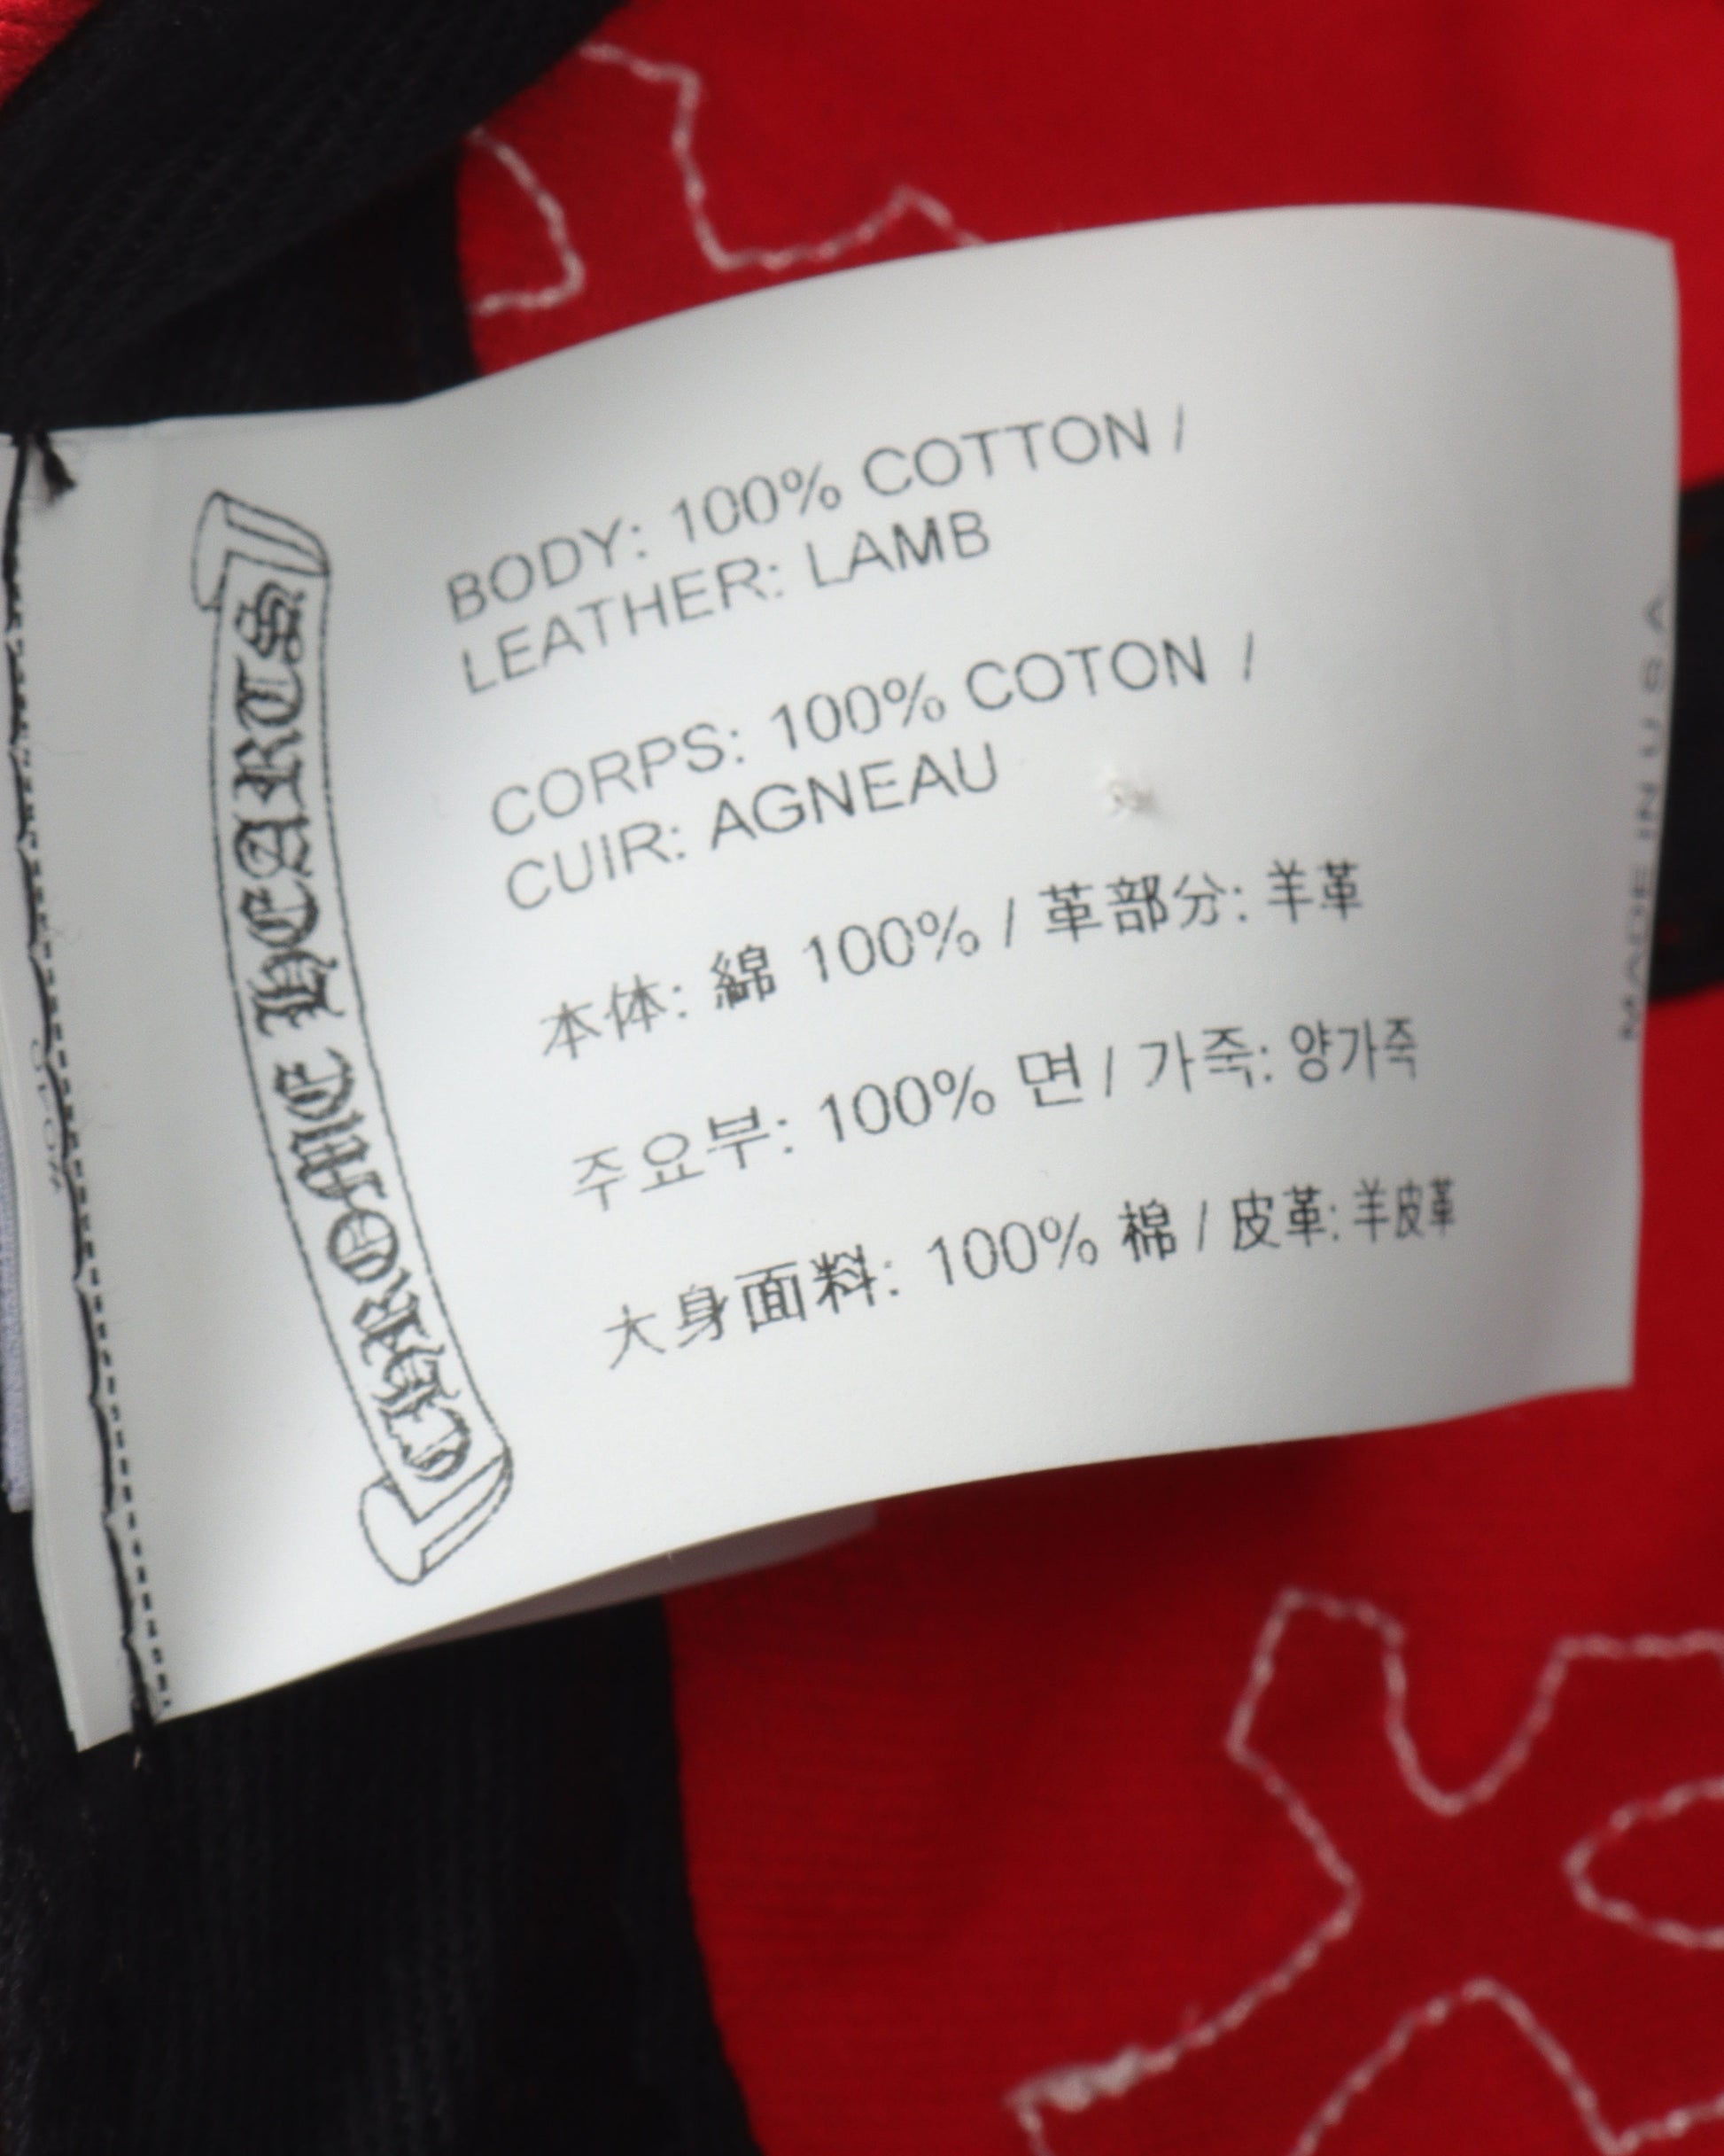 CHROME HEARTS
BODY: 100% COTTON /
LEATHER: LAMB
CORPS: 100% COTON /
CUIR: AGNEAU
本体: 綿 100% / 革部分: 羊革
주요부: 100% 면 / 가죽: 양가죽
大身面料: 100% 棉 / 皮革: 羊皮革
MADE IN U.S.A